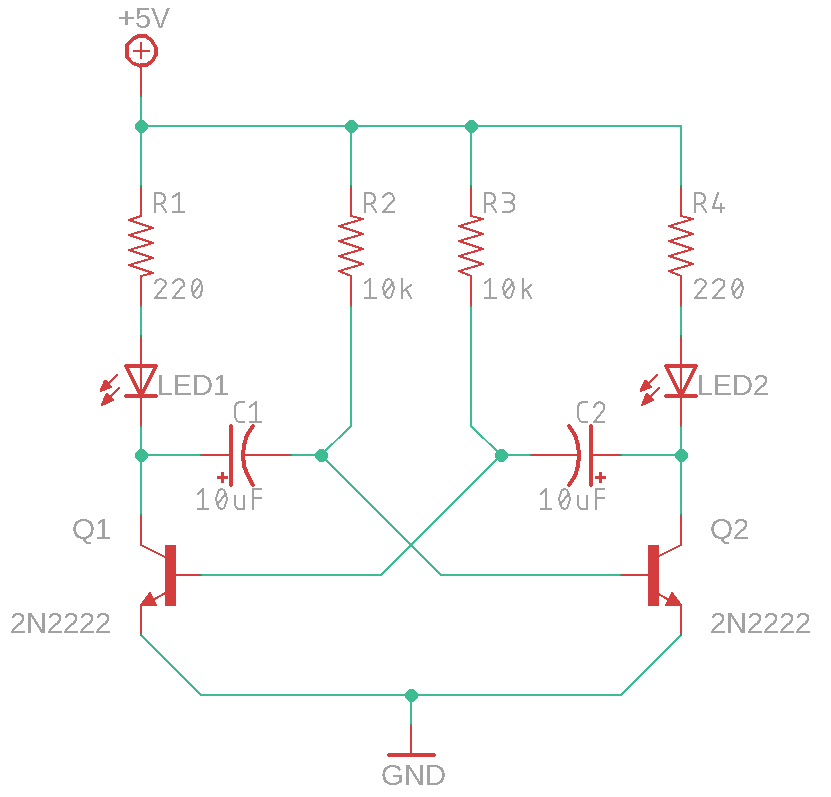 +5V
R1
R2
R3
R4
220
10k
10k
220
LED1
LED2
C1
C2
+
+
10uF
10uF
Q1
Q2
2N2222
2N2222
GND